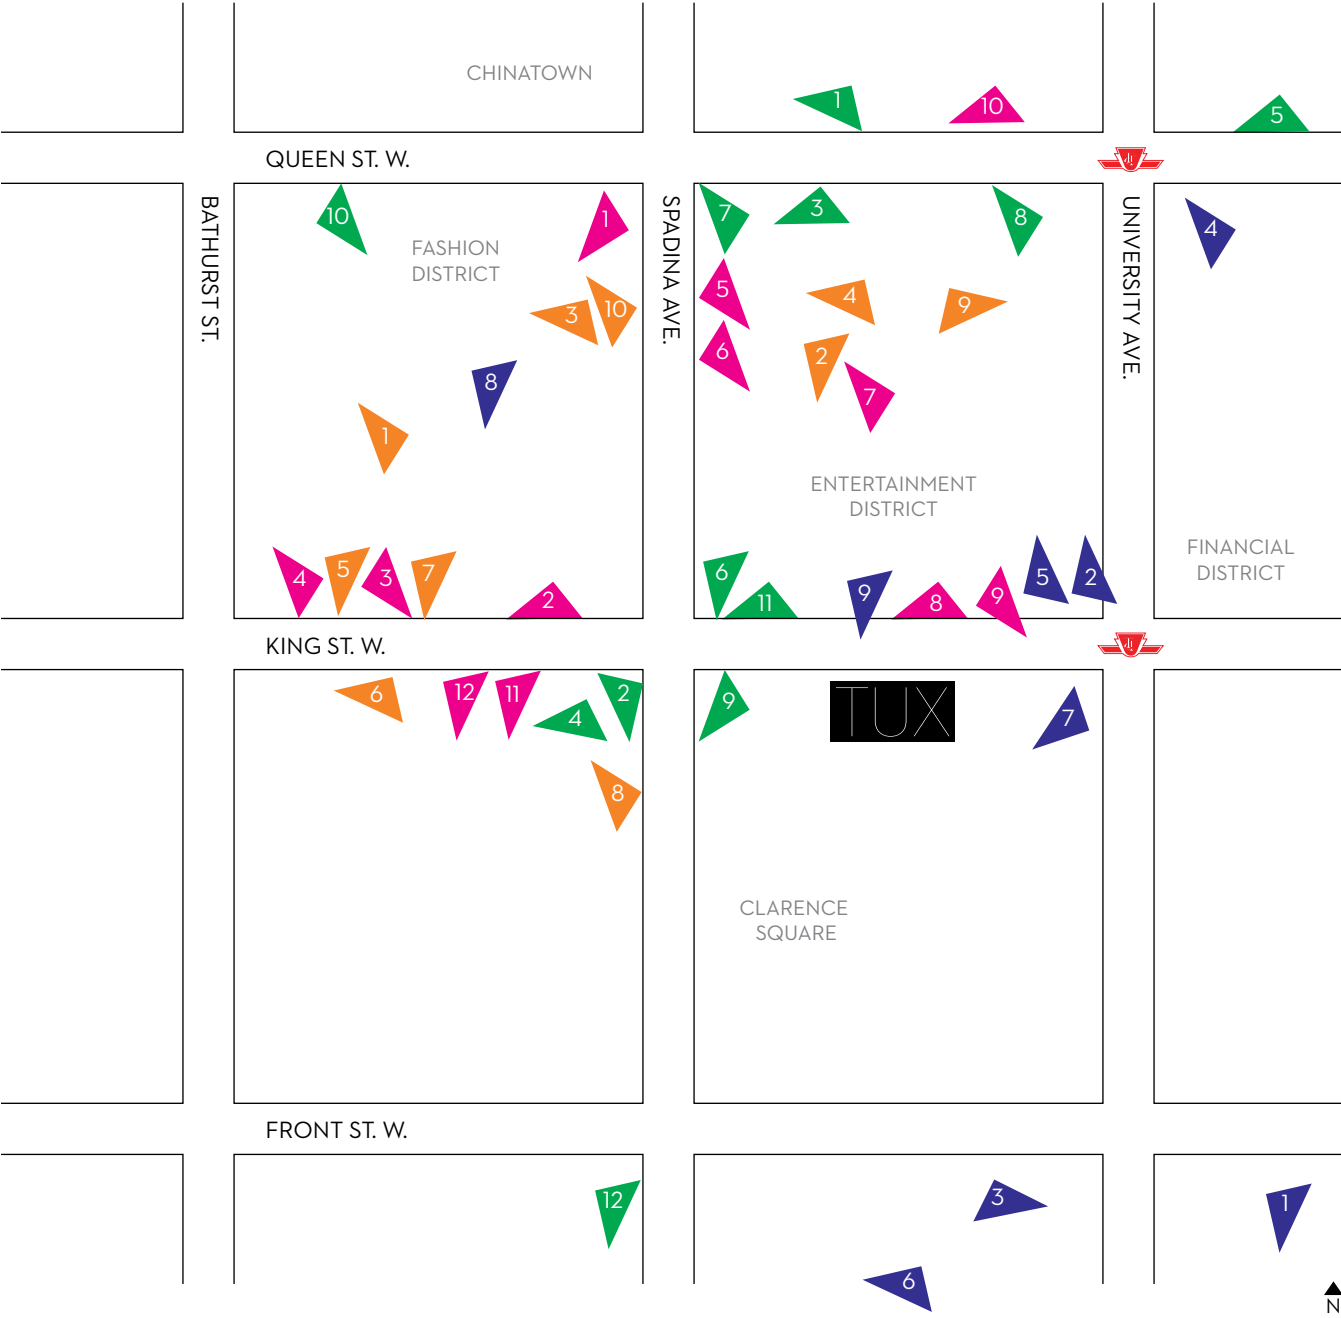 CHINATOWN
1
10
5
QUEEN ST. W.
BATHURST ST.
SPADINA AVE.
UNIVERSITY AVE.
10
1
7
3
8
4
FASHION
DISTRICT
3
10
5
4
9
6
2
7
8
1
ENTERTAINMENT
DISTRICT
FINANCIAL
DISTRICT
4
5
3
7
2
6
11
9
8
9
5
2
KING ST. W.
6
12
11
4
2
9
TUX
7
8
CLARENCE
SQUARE
FRONT ST. W.
12
3
1
6
N